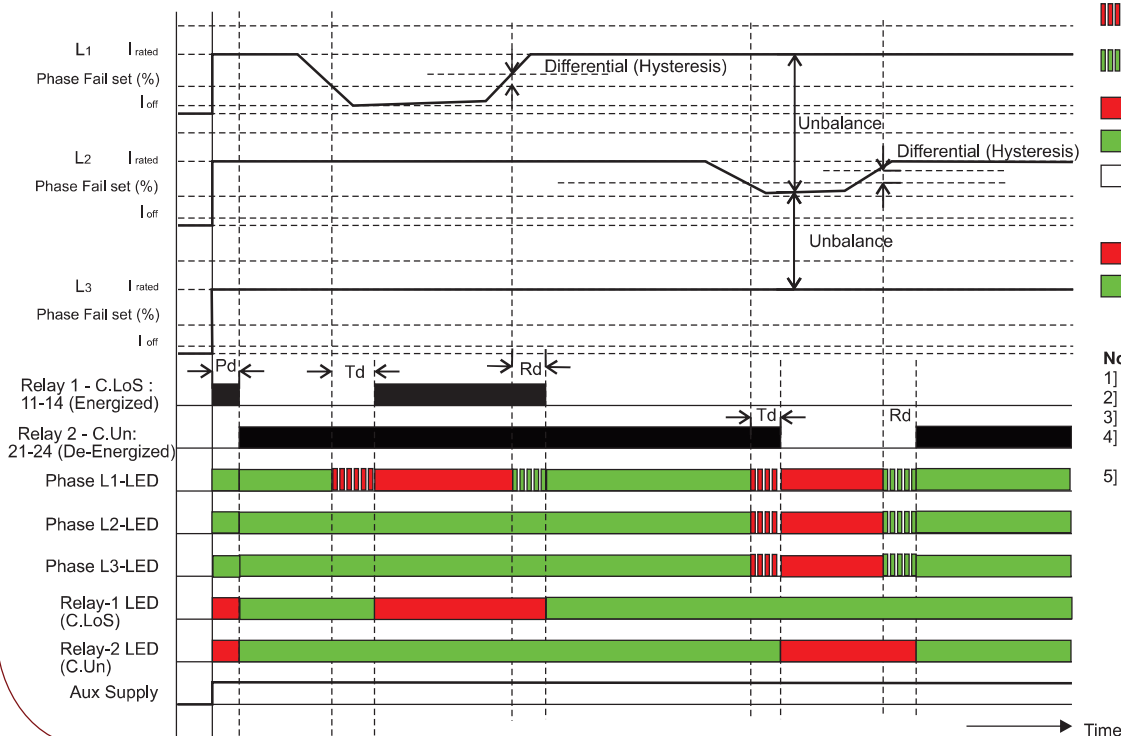 L1 I rated
Differential (Hysteresis)
Phase Fail set (%)
I off
Unbalance
L2 I rated
Differential (Hysteresis)
Phase Fail set (%)
I off
Unbalance
L3 I rated
Phase Fail set (%)
I off
Pd Td Rd
Relay 1 - C.LoS :
11-14 (Energized)
Td Rd
Relay 2 - C.Un:
21-24 (De-Energized)
Phase L1-LED
Phase L2-LED
Phase L3-LED
Relay-1 LED
(C.LoS)
Relay-2 LED
(C.Un)
Aux Supply
Time
1]
2]
3]
4]
5]